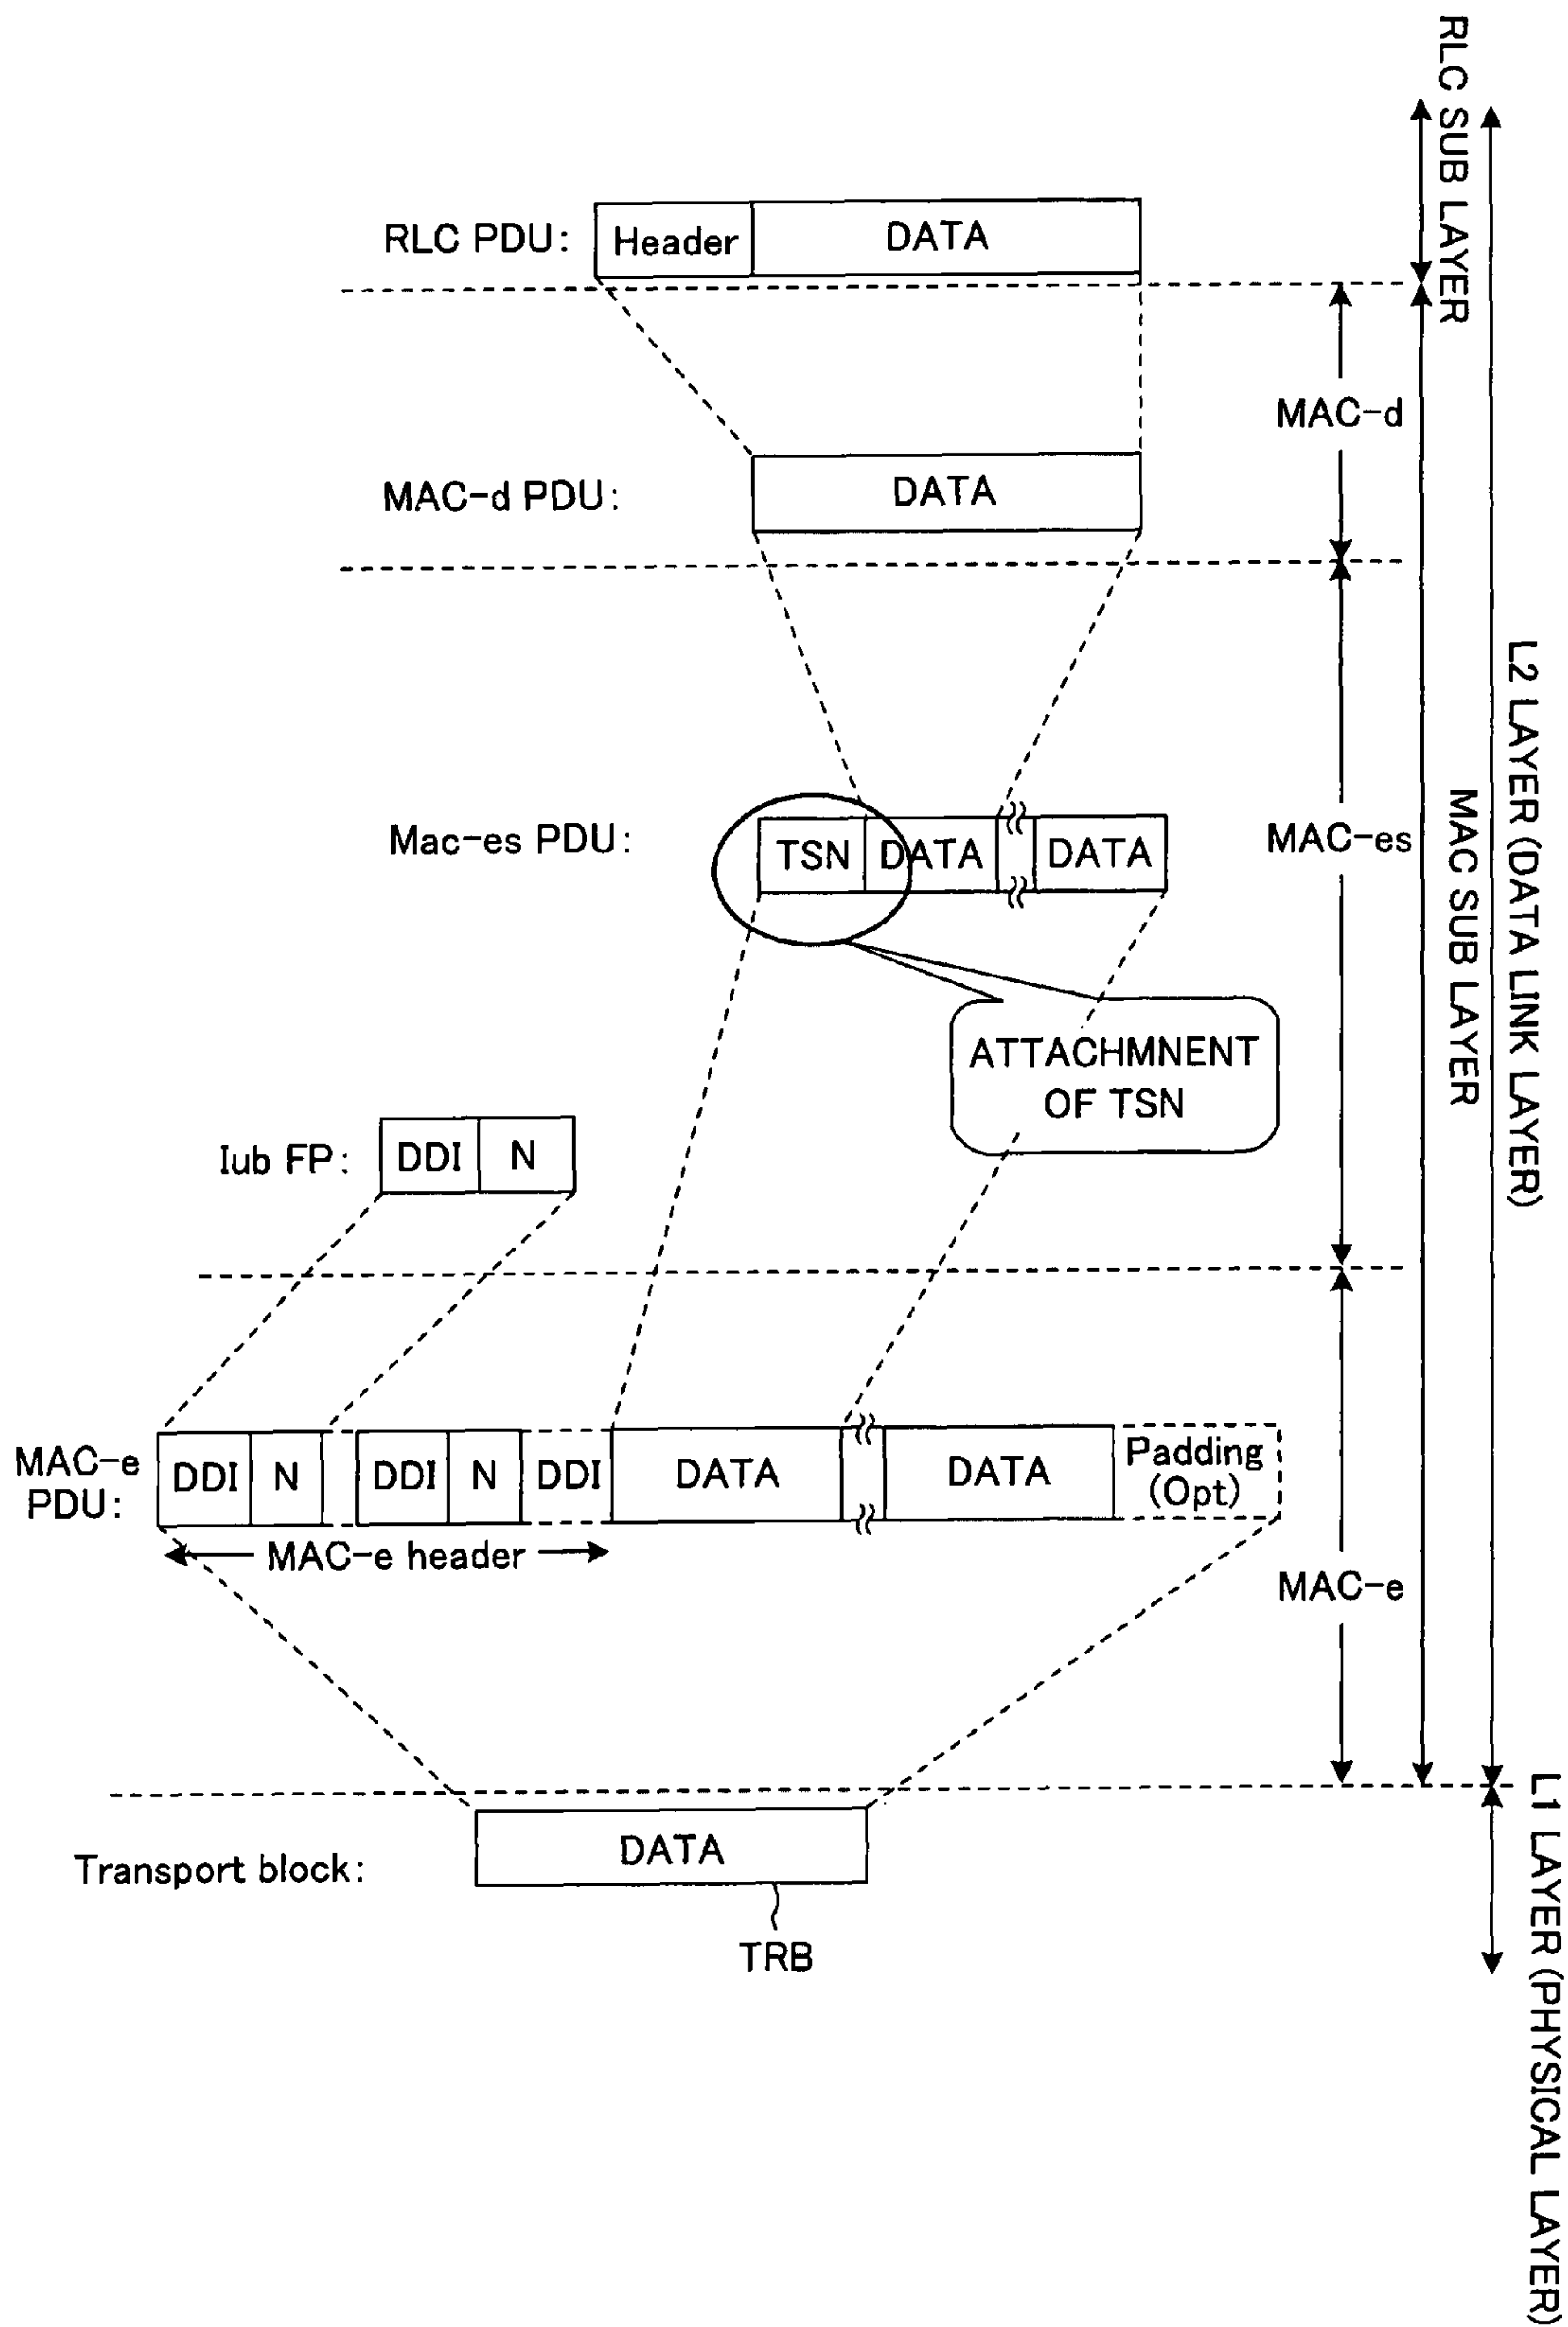 RLC SUB LAYER
RLC PDU:
Header
DATA
MAC-d
MAC-d PDU:
DATA
L2 LAYER (DATA LINK LAYER)
MAC SUB LAYER
Mac-es PDU:
TSN
DATA
DATA
MAC-es
ATTACHMNENT
OF TSN
Iub FP:
DDI
N
MAC-e
PDU:
DDI
N
DDI
N
DDI
DATA
DATA
Padding
(Opt)
MAC-e header
MAC-e
Transport block:
DATA
TRB
L1 LAYER (PHYSICAL LAYER)